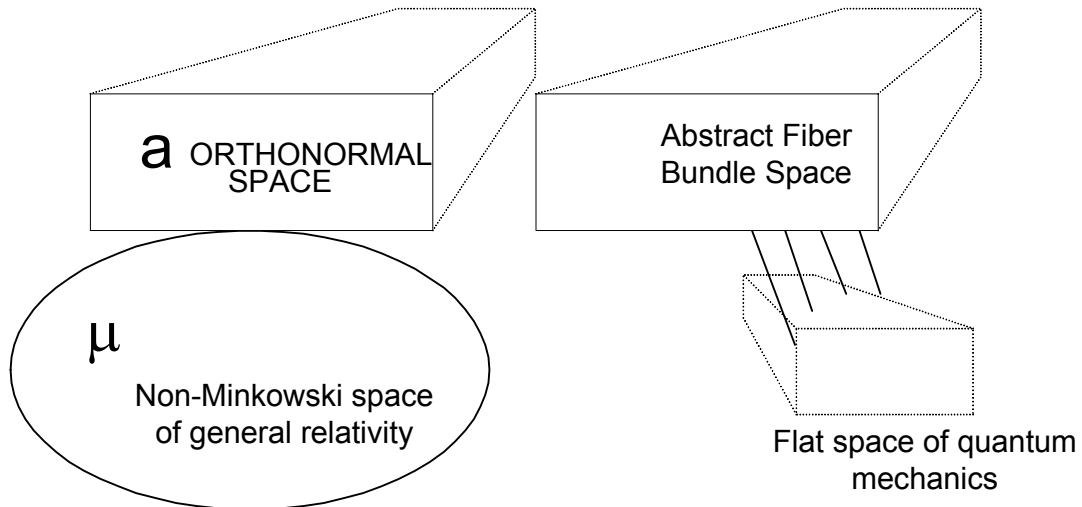 a ORTHONORMAL
SPACE
Abstract Fiber
Bundle Space
μ
Non-Minkowski space
of general relativity
Flat space of quantum
mechanics